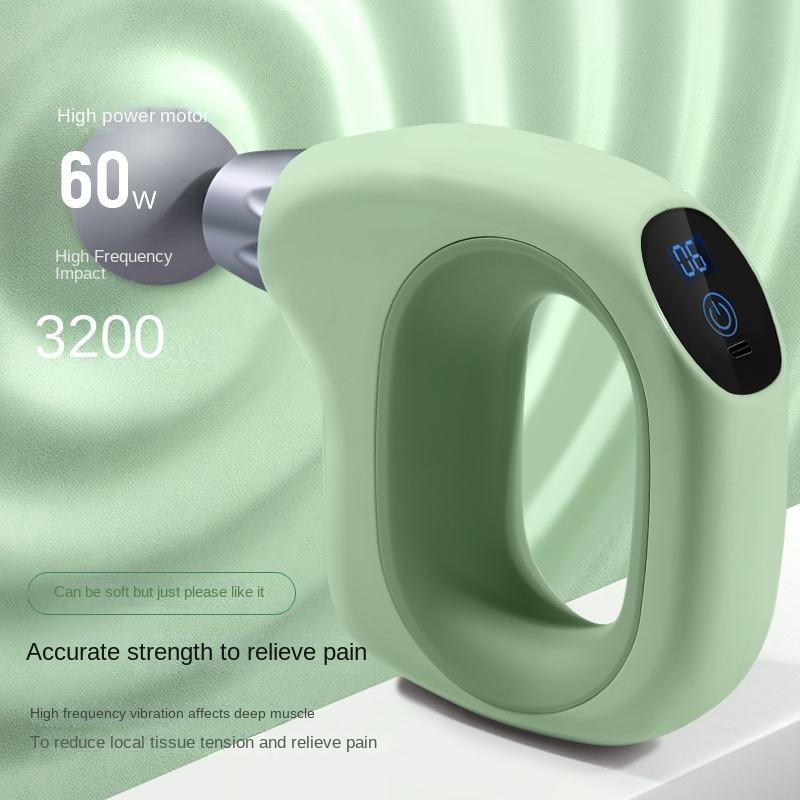 High power motor
60W
High Frequency
Impact
3200
06
Can be soft but just please like it
Accurate strength to relieve pain
High frequency vibration affects deep muscle
To reduce local tissue tension and relieve pain